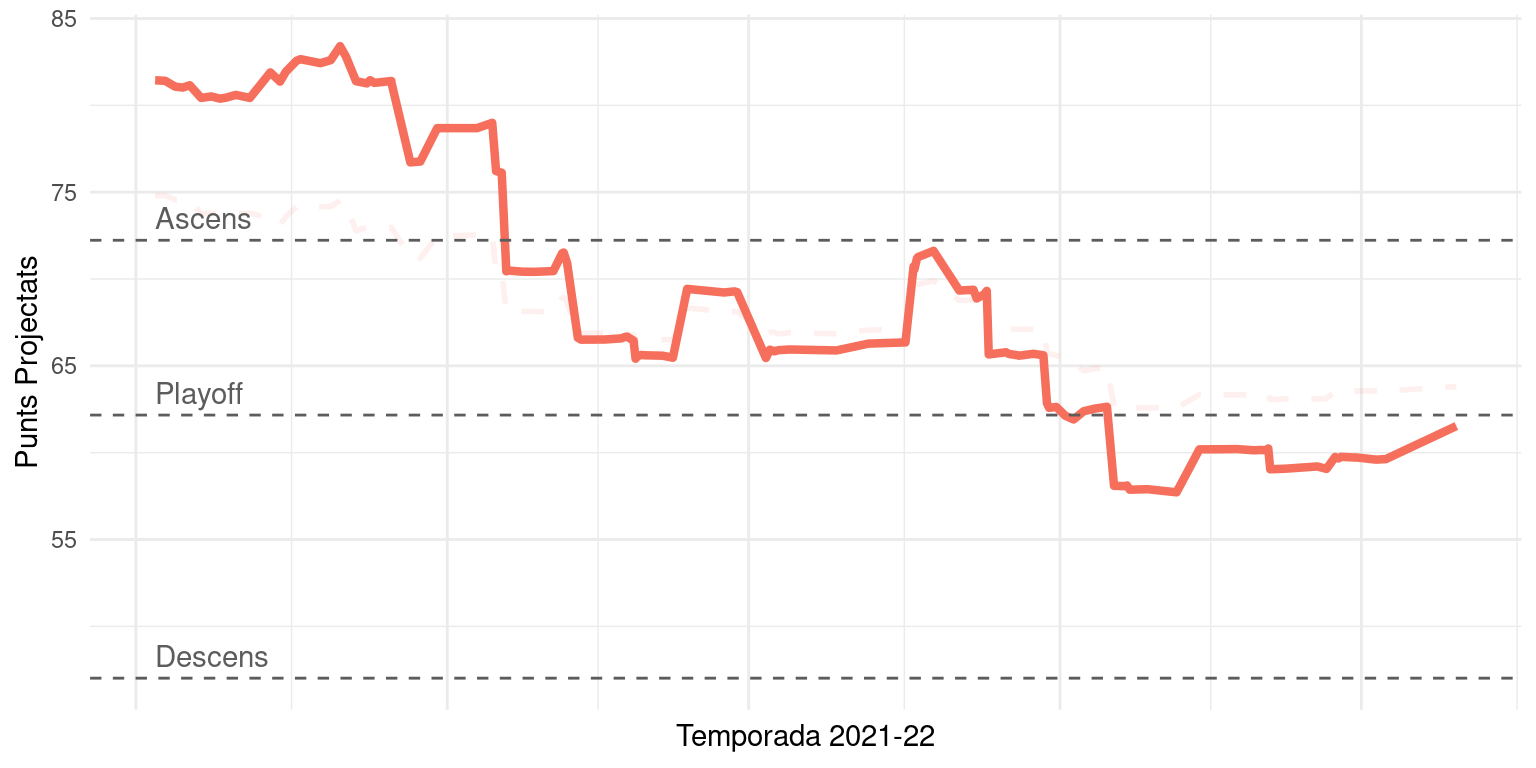 85
75
65
55
Punts Projectats
Ascens
Playoff
Descens
Temporada 2021-22